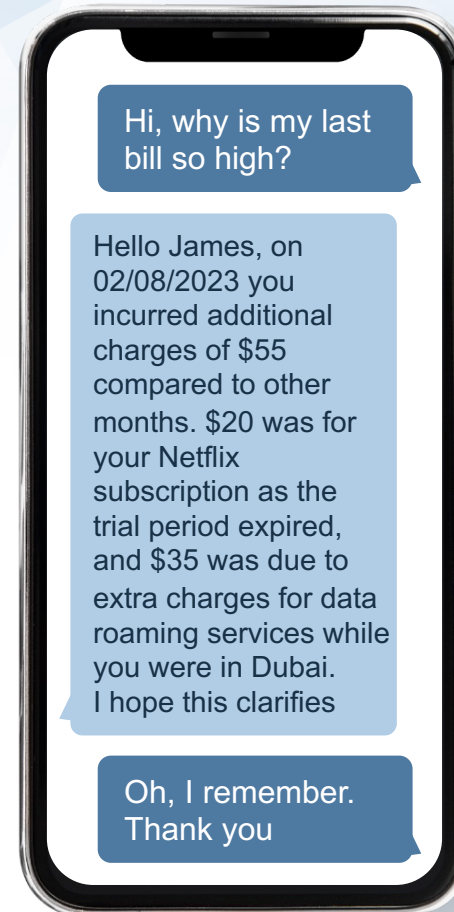 Hi, why is my last
bill so high?
Hello James, on
02/08/2023 you
incurred additional
charges of $55
compared to other
months. $20 was for
your Netflix
subscription as the
trial period expired,
and $35 was due to
extra charges for data
roaming services while
you were in Dubai.
I hope this clarifies
Oh, I remember.
Thank you